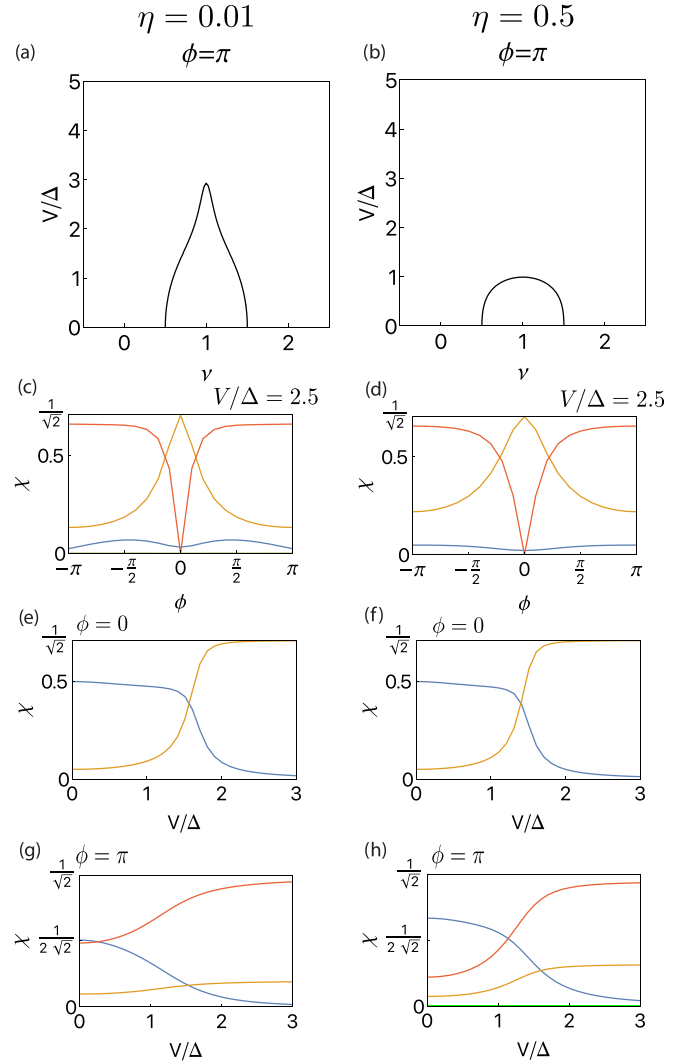 η = 0.01
η = 0.5
(a)
ϕ=π
(b)
ϕ=π
5
4
3
2
1
0
V/Δ
0
1
2
ν
5
4
3
2
1
0
V/Δ
0
1
2
ν
(c)
V/Δ = 2.5
1/√2
0.5
0
χ
−π
−π/2
0
π/2
π
ϕ
(d)
V/Δ = 2.5
1/√2
0.5
0
χ
−π
−π/2
0
π/2
π
ϕ
(e)
ϕ = 0
1/√2
0.5
0
χ
0
1
2
3
V/Δ
(f)
ϕ = 0
1/√2
0.5
0
χ
0
1
2
3
V/Δ
(g)
ϕ = π
1/√2
1/2√2
0
χ
0
1
2
3
V/Δ
(h)
ϕ = π
1/√2
1/2√2
0
χ
0
1
2
3
V/Δ